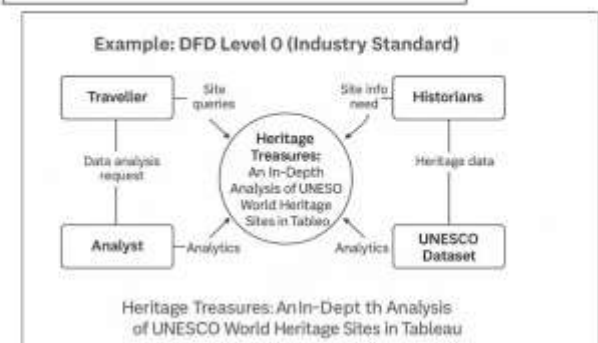 Example: DFD Level 0 (Industry Standard)
Traveller
Site
queries
Site info
need
Historians
Heritage
Treasures:
An In-Depth
Analysis of UNESO
World Heritage
Sites in Tableo
Data analysis
request
Heritage data
Analyst
Analytics
Analytics
UNESCO
Dataset
Heritage Treasures: AnIn-Dept th Analysis
of UNESCO World Heritage Sites in Tableau